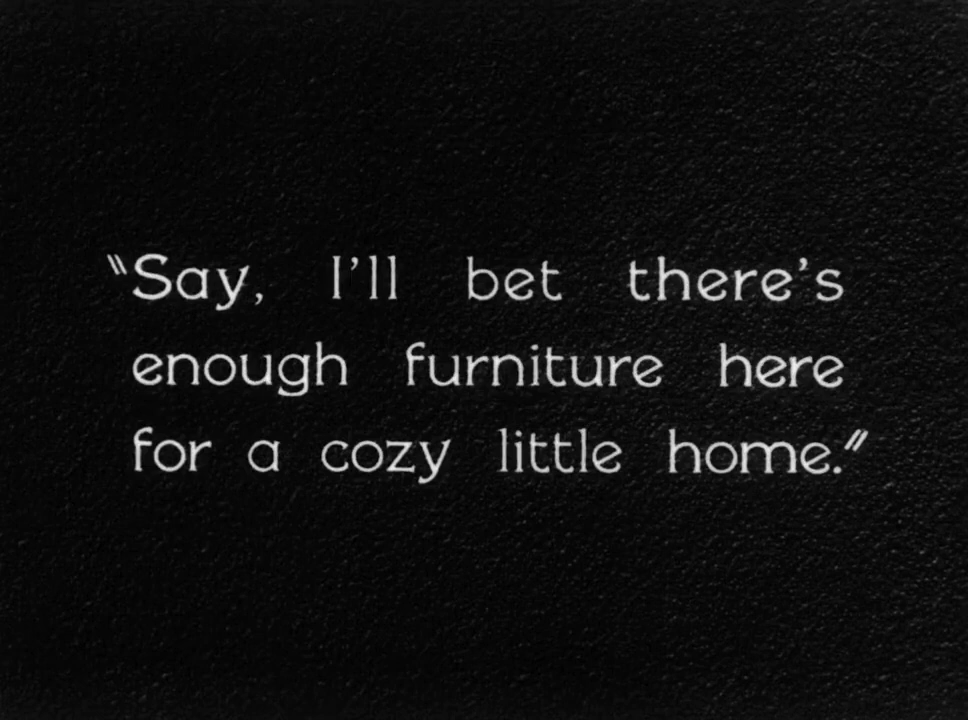 "Say, I'll bet there's
enough furniture here
for a cozy little home."